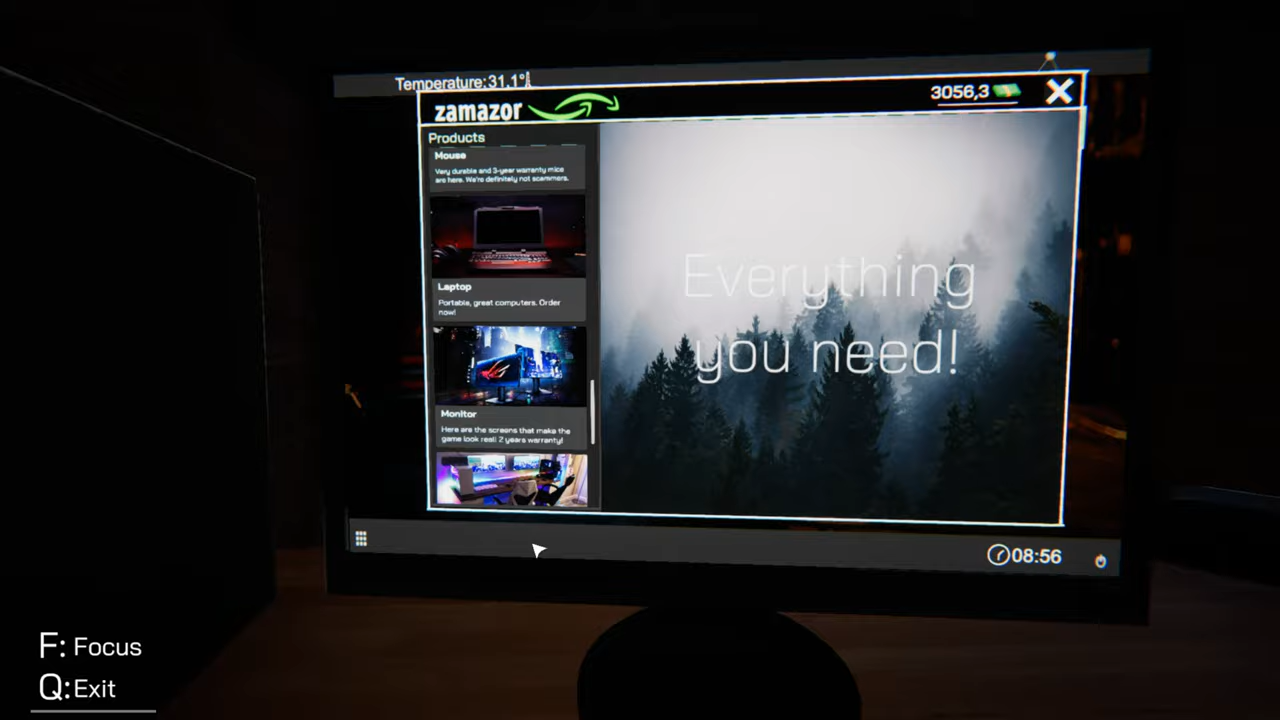 Temperature:31.1°
zamazor
3056,3
Products
Mouse
Very durable and 3-year warranty mice
are here. We're definitely not scammers.
Laptop
Portable, great computers. Order
now!
Monitor
Here are the screens that make the
game look real! 2 years warranty!
Everything
you need!
08:56
F: Focus
Q:Exit